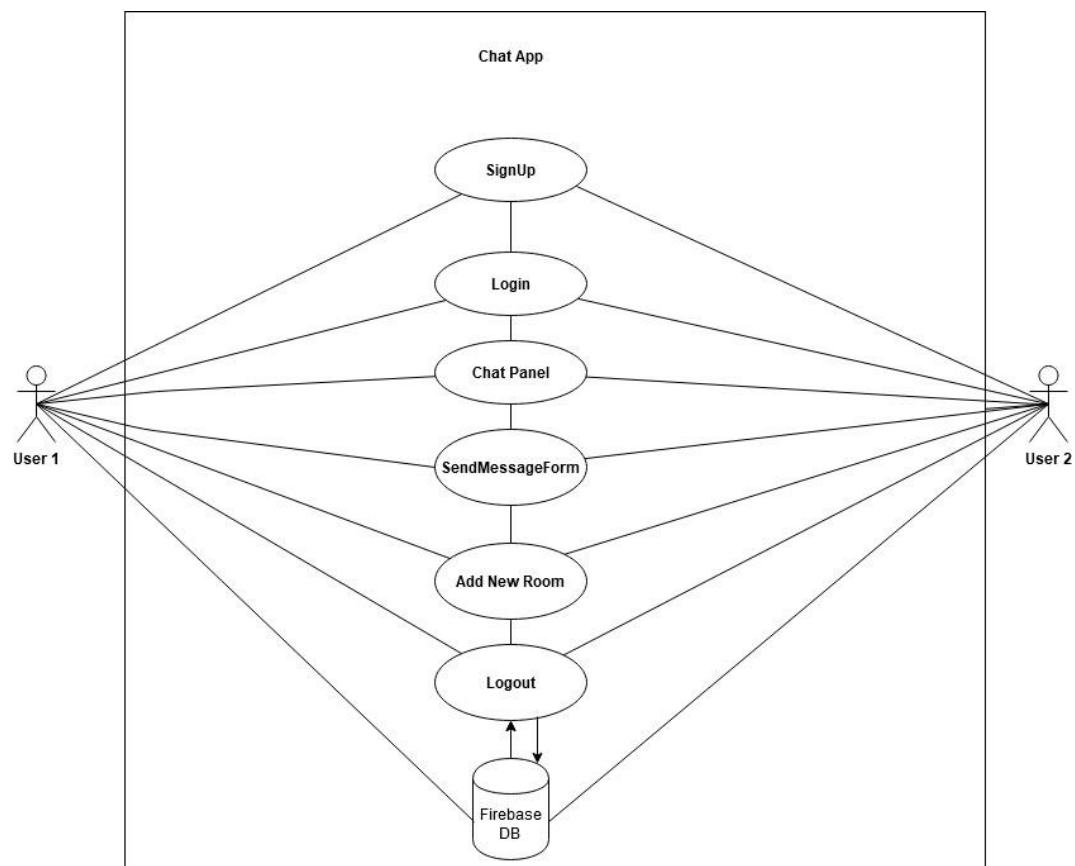 Chat App
SignUp
Login
Chat Panel
User 1
User 2
SendMessageForm
Add New Room
Logout
Firebase
DB